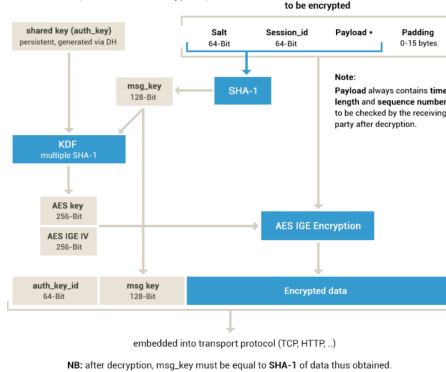 to be encrypted
shared key (auth_key)
persistent, generated via DH
Salt
64-Bit
Session_id
64-Bit
Payload *
Padding
0-15 bytes
msg_key
128-Bit
SHA-1
Note:
Payload always contains time,
length and sequence number
to be checked by the receiving
party after decryption.
KDF
multiple SHA-1
AES key
256-Bit
AES IGE IV
256-Bit
AES IGE Encryption
auth_key_id
64-Bit
msg key
128-Bit
Encrypted data
embedded into transport protocol (TCP, HTTP, ..)
NB: after decryption, msg_key must be equal to SHA-1 of data thus obtained.